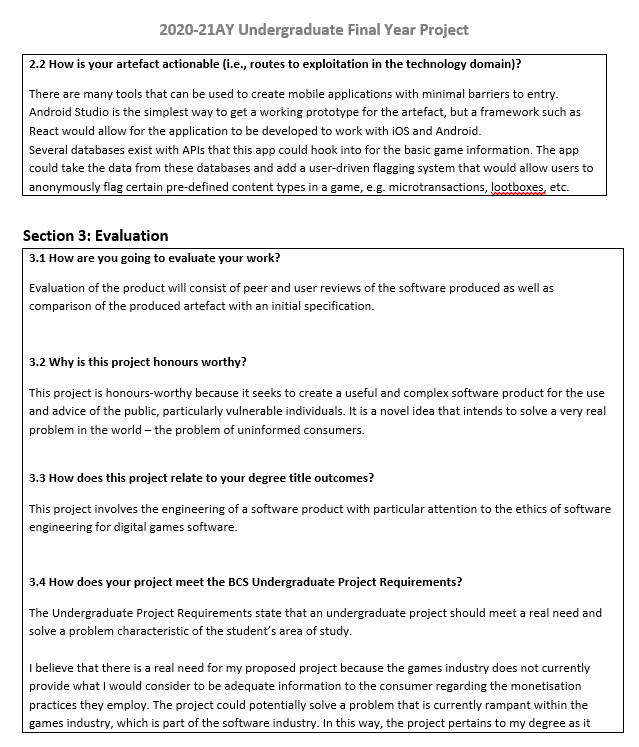 2020-21AY Undergraduate Final Year Project
2.2 How is your artefact actionable (i.e., routes to exploitation in the technology domain)?
There are many tools that can be used to create mobile applications with minimal barriers to entry.
Android Studio is the simplest way to get a working prototype for the artefact, but a framework such as
React would allow for the application to be developed to work with iOS and Android.
Several databases exist with APIs that this app could hook into for the basic game information. The app
could take the data from these databases and add a user-driven flagging system that would allow users to
anonymously flag certain pre-defined content types in a game, e.g. microtransactions, lootboxes, etc.
Section 3: Evaluation
3.1 How are you going to evaluate your work?
Evaluation of the product will consist of peer and user reviews of the software produced as well as
comparison of the produced artefact with an initial specification.
3.2 Why is this project honours worthy?
This project is honours-worthy because it seeks to create a useful and complex software product for the use
and advice of the public, particularly vulnerable individuals. It is a novel idea that intends to solve a very real
problem in the world – the problem of uninformed consumers.
3.3 How does this project relate to your degree title outcomes?
This project involves the engineering of a software product with particular attention to the ethics of software
engineering for digital games software.
3.4 How does your project meet the BCS Undergraduate Project Requirements?
The Undergraduate Project Requirements state that an undergraduate project should meet a real need and
solve a problem characteristic of the student's area of study.
I believe that there is a real need for my proposed project because the games industry does not currently
provide what I would consider to be adequate information to the consumer regarding the monetisation
practices they employ. The project could potentially solve a problem that is currently rampant within the
games industry, which is part of the software industry. In this way, the project pertains to my degree as it